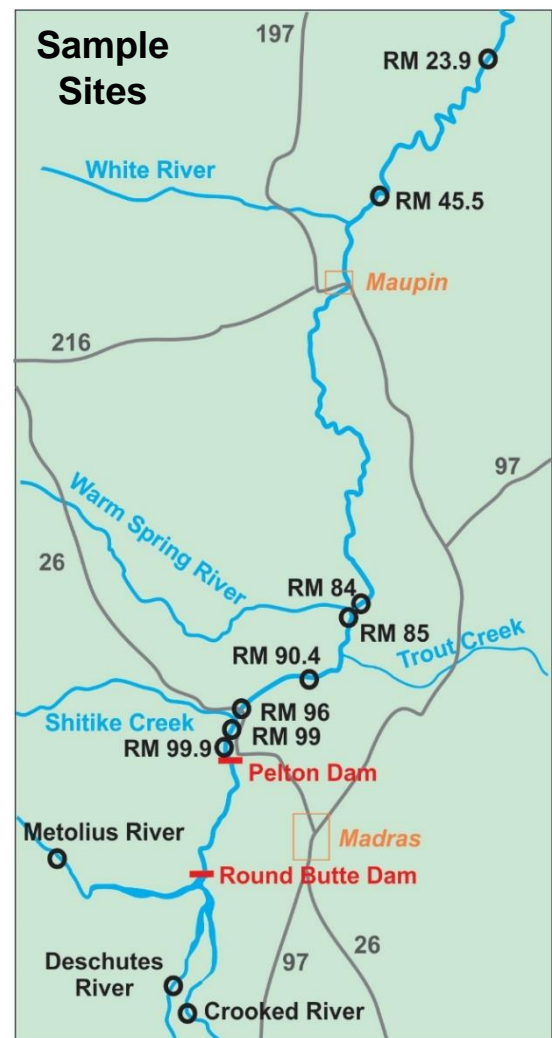 Sample
Sites
197
RM 23.9
White River
RM 45.5
Maupin
216
97
Warm Spring River
26
RM 84
RM 85
Trout Creek
RM 90.4
RM 96
Shitike Creek
RM 99
RM 99.9
Pelton Dam
Metolius River
Madras
Round Butte Dam
26
97
Deschutes
River
Crooked River